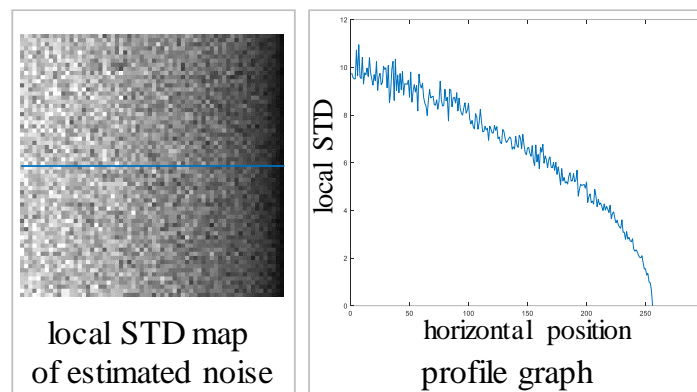 12
10
8
6
4
2
0
local STD
0 50 100 150 200 250
horizontal position
local STD map
of estimated noise
profile graph